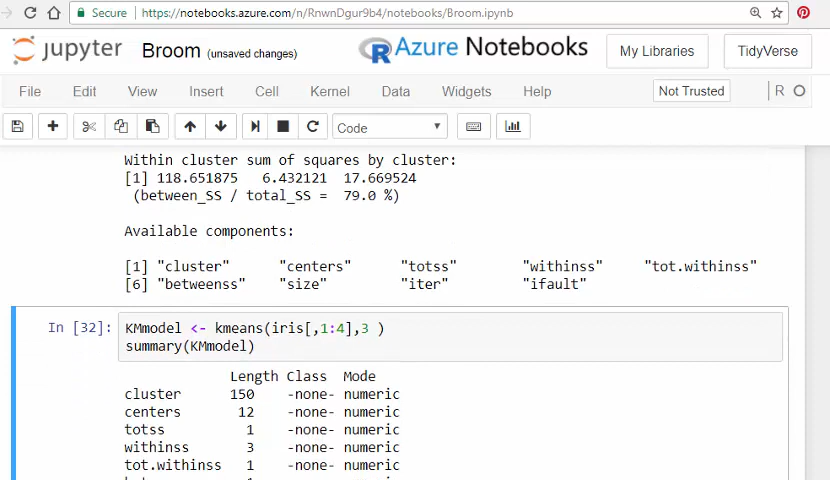 Secure https://notebooks.azure.com/n/RnwnDgur9b4/notebooks/Broom.ipynb
jupyter Broom (unsaved changes) R Azure Notebooks My Libraries TidyVerse
File Edit View Insert Cell Kernel Data Widgets Help Not Trusted R
Code
Within cluster sum of squares by cluster:
[1] 118.651875 6.432121 17.669524
(between_SS / total_SS = 79.0 %)
Available components:
[1] "cluster" "centers" "totss" "withinss" "tot.withinss"
[6] "betweenss" "size" "iter" "ifault"
In [32]: KMmodel <- kmeans(iris[,1:4],3 )
summary(KMmodel)
Length Class Mode
cluster 150 -none- numeric
centers 12 -none- numeric
totss 1 -none- numeric
withinss 3 -none- numeric
tot.withinss 1 -none- numeric